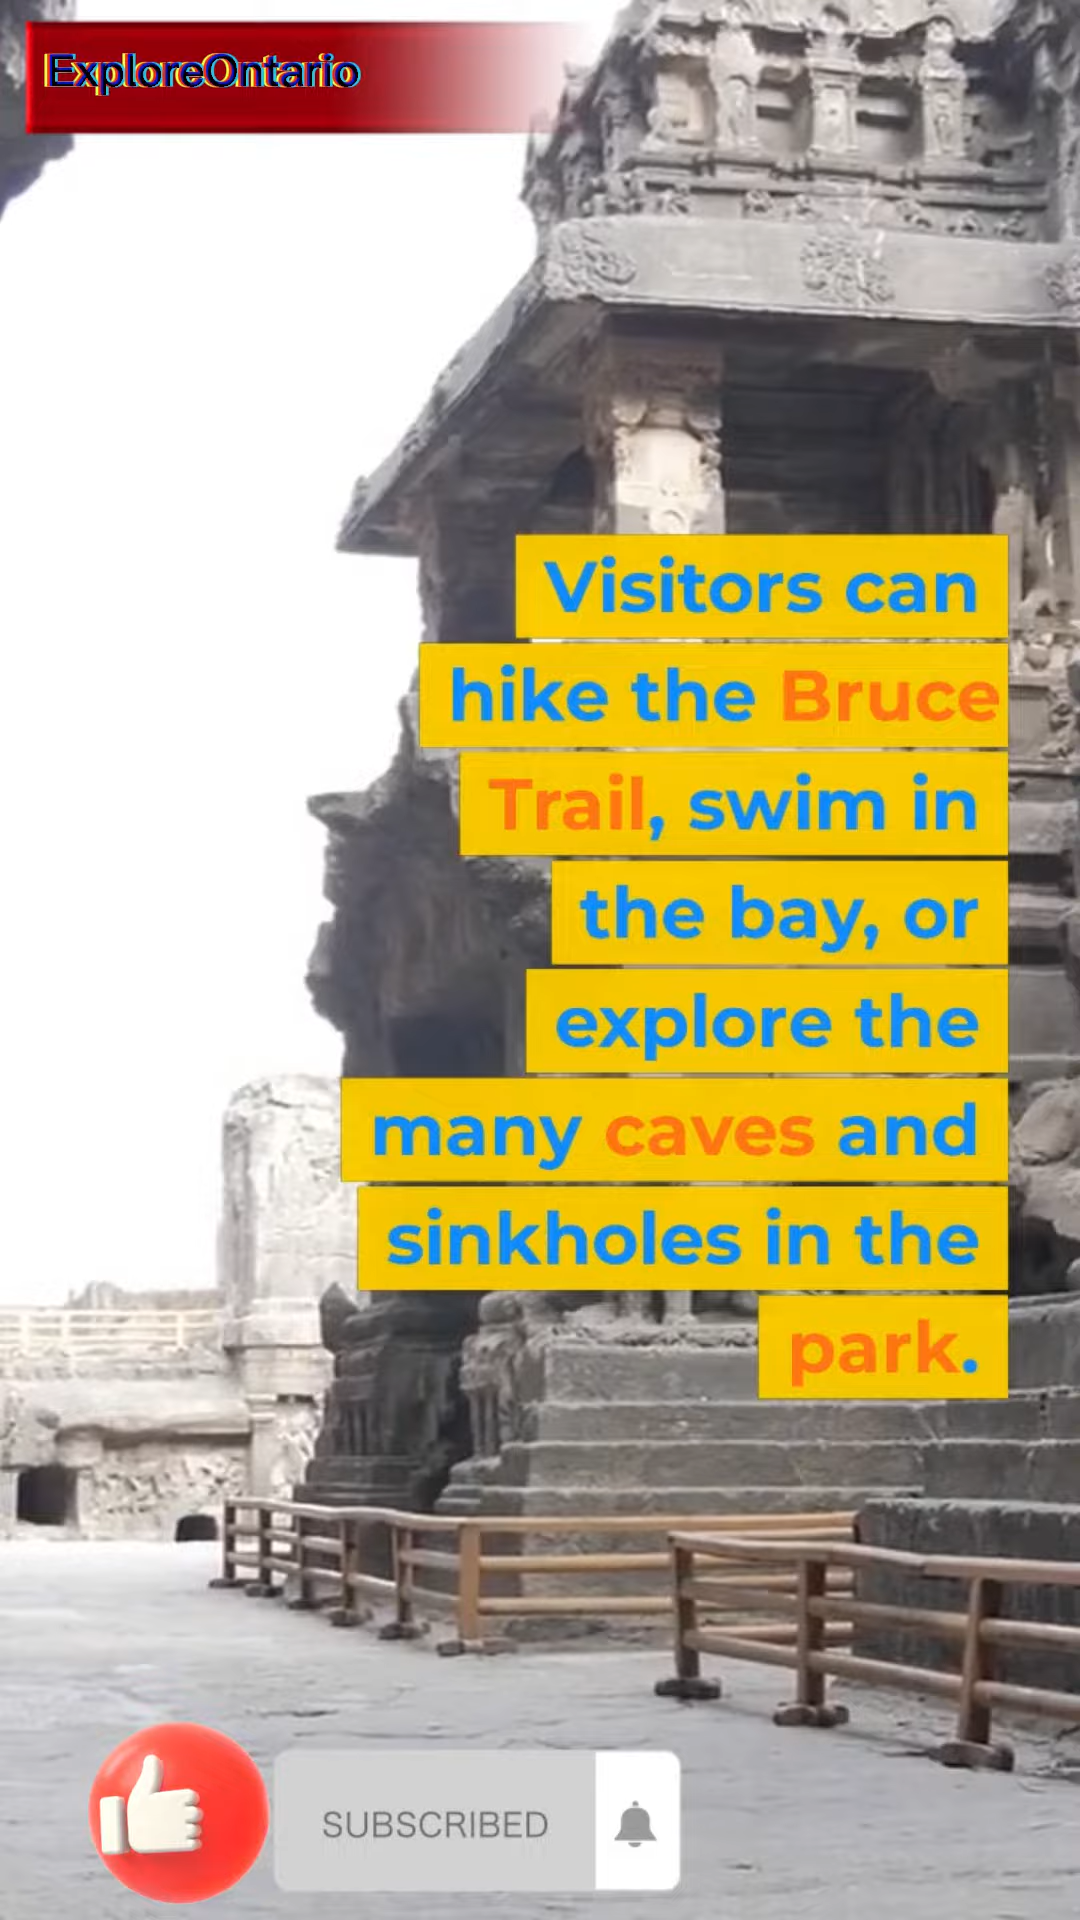 ExploreOntario
Visitors can
hike the Bruce
Trail, swim in
the bay, or
explore the
many caves and
sinkholes in the
park.
SUBSCRIBED